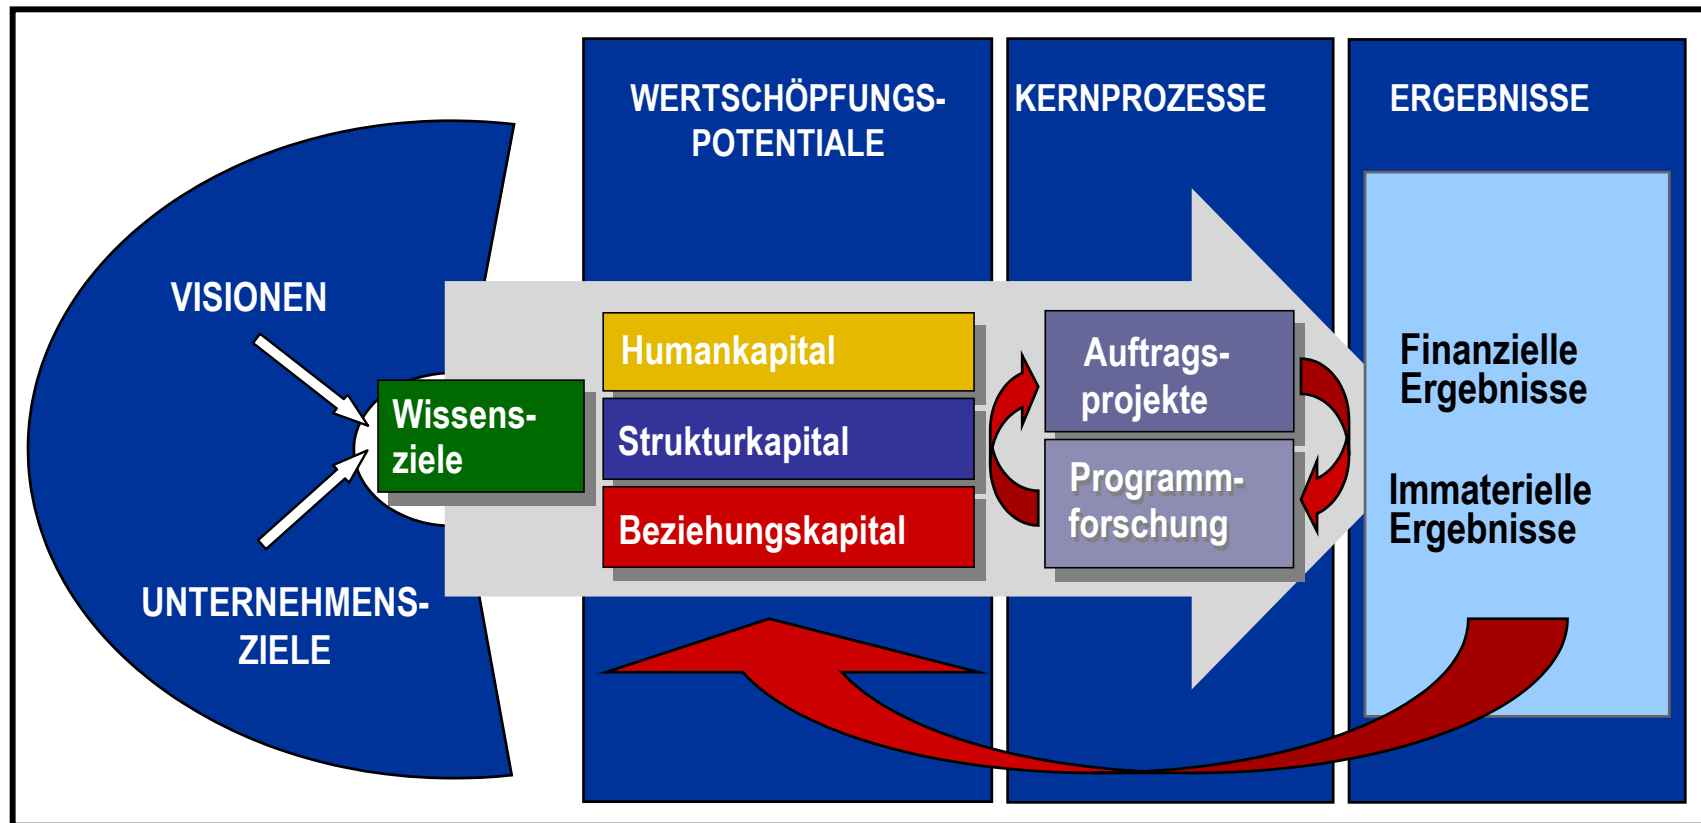 WERTSCHÖPFUNGS-
POTENTIALE
KERNPROZESSE
ERGEBNISSE
VISIONEN
UNTERNEHMENS-
ZIELE
Wissens-
ziele
Humankapital
Strukturkapital
Beziehungskapital
Auftrags-
projekte
Programm-
forschung
Finanzielle
Ergebnisse
Immaterielle
Ergebnisse